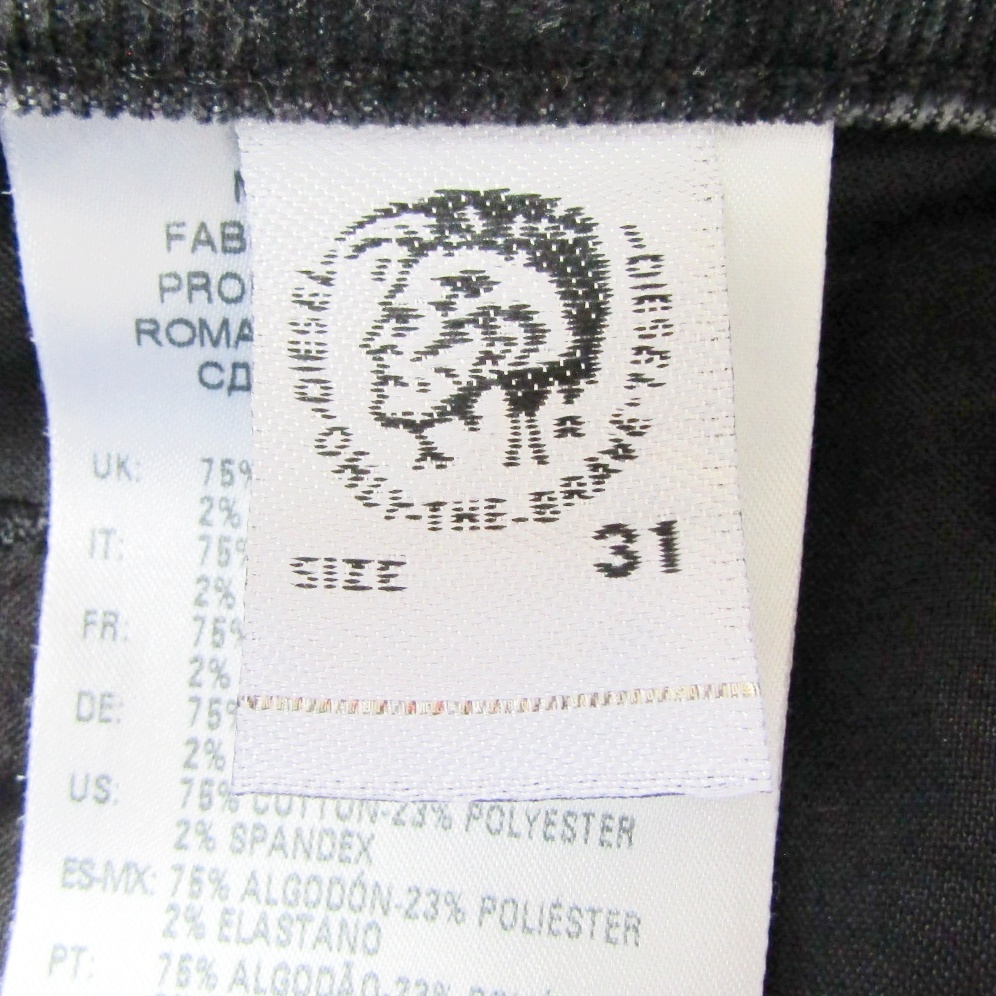 FAB
PRO
ROMA
СД
DIESEL
DIESEL
ONLY-THE-BRAVE
SIZE 31
UK: 75%
2%
IT: 75%
2%
FR: 75%
2%
DE: 75%
2%
US: 75% COTTON-23% POLYESTER
2% SPANDEX
ES-MX: 75% ALGODÓN-23% POLIÉSTER
2% ELASTANO
PT: 75% ALGODÃO-23%